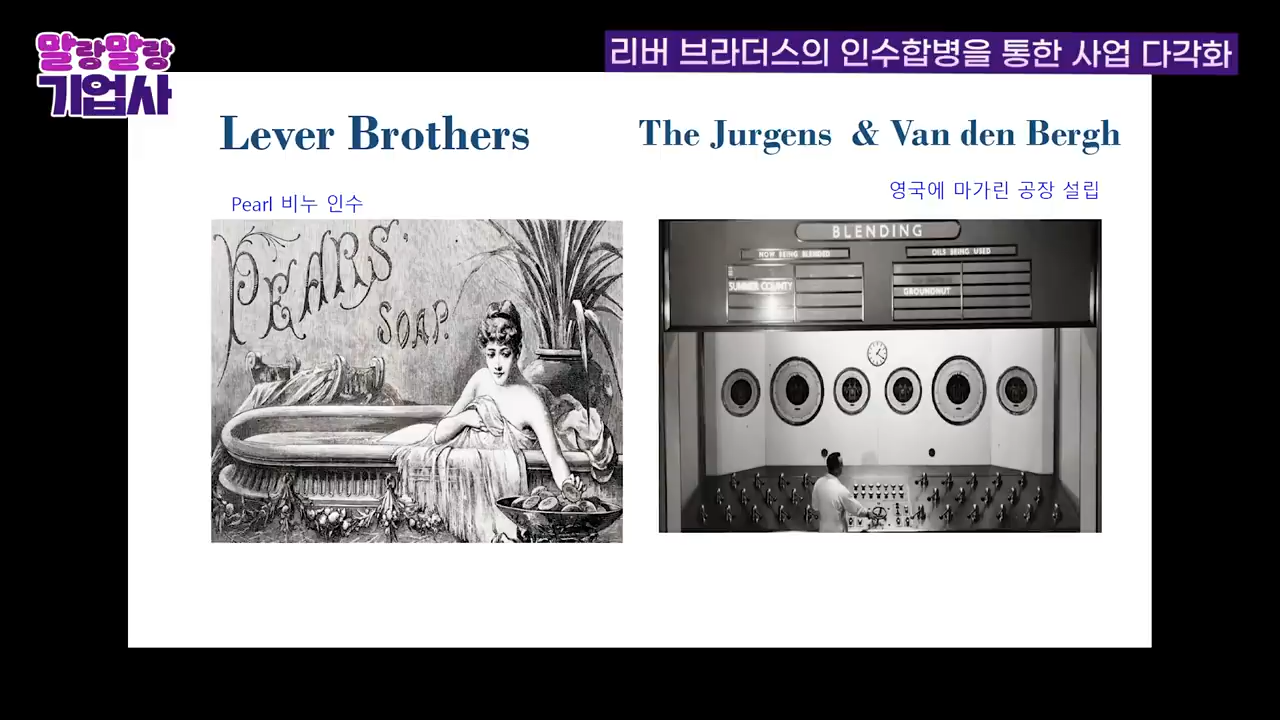 말랑말랑
기업사
리버 브라더스의 인수합병을 통한 사업 다각화
Lever Brothers
The Jurgens & Van den Bergh
Pearl 비누 인수
영국에 마가린 공장 설립
PEARS'
SOAP
BLENDING
NOW BEING BLENDED
OILS BEING USED
SUMMER COUNTY
GROUNDNUT